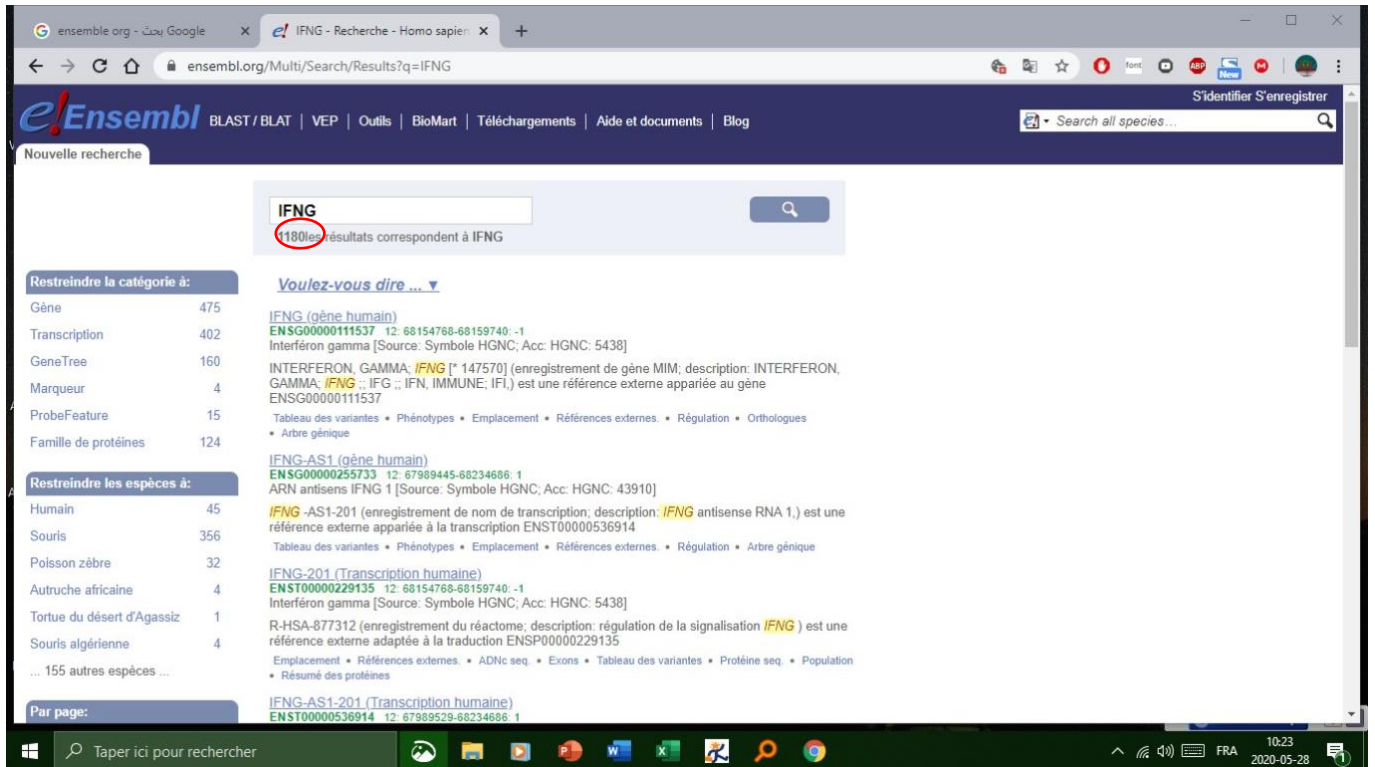 ensemble org - بحث Google
IFNG - Recherche - Homo sapien
ensembl.org/Multi/Search/Results?q=IFNG
font
ABP
New
S'identifier S'enregistrer
e!Ensembl BLAST / BLAT | VEP | Outils | BioMart | Téléchargements | Aide et documents | Blog
Search all species...
Nouvelle recherche
IFNG
1180les résultats correspondent à IFNG
Restreindre la catégorie à:
Gène 475
Transcription 402
GeneTree 160
Marqueur 4
ProbeFeature 15
Famille de protéines 124
Restreindre les espèces à:
Humain 45
Souris 356
Poisson zèbre 32
Autruche africaine 4
Tortue du désert d'Agassiz 1
Souris algérienne 4
... 155 autres espèces ...
Par page:
Voulez-vous dire ... ▼
IFNG (gène humain)
ENSG00000111537 12: 68154768-68159740: -1
Interféron gamma [Source: Symbole HGNC; Acc: HGNC: 5438]
INTERFERON, GAMMA; IFNG [* 147570] (enregistrement de gène MIM; description: INTERFERON,
GAMMA; IFNG ;; IFG ;; IFN, IMMUNE; IFI,) est une référence externe appariée au gène
ENSG00000111537
Tableau des variantes • Phénotypes • Emplacement • Références externes. • Régulation • Orthologues
• Arbre génique
IFNG-AS1 (gène humain)
ENSG00000255733 12: 67989445-68234686: 1
ARN antisens IFNG 1 [Source: Symbole HGNC; Acc: HGNC: 43910]
IFNG -AS1-201 (enregistrement de nom de transcription; description: IFNG antisense RNA 1,) est une
référence externe appariée à la transcription ENST00000536914
Tableau des variantes • Phénotypes • Emplacement • Références externes. • Régulation • Arbre génique
IFNG-201 (Transcription humaine)
ENST00000229135 12: 68154768-68159740: -1
Interféron gamma [Source: Symbole HGNC; Acc: HGNC: 5438]
R-HSA-877312 (enregistrement du réactome; description: régulation de la signalisation IFNG ) est une
référence externe adaptée à la traduction ENSP00000229135
Emplacement • Références externes. • ADNc seq. • Exons • Tableau des variantes • Protéine seq. • Population
• Résumé des protéines
IFNG-AS1-201 (Transcription humaine)
ENST00000536914 12: 67989529-68234686: 1
Taper ici pour rechercher
FRA
10:23
2020-05-28